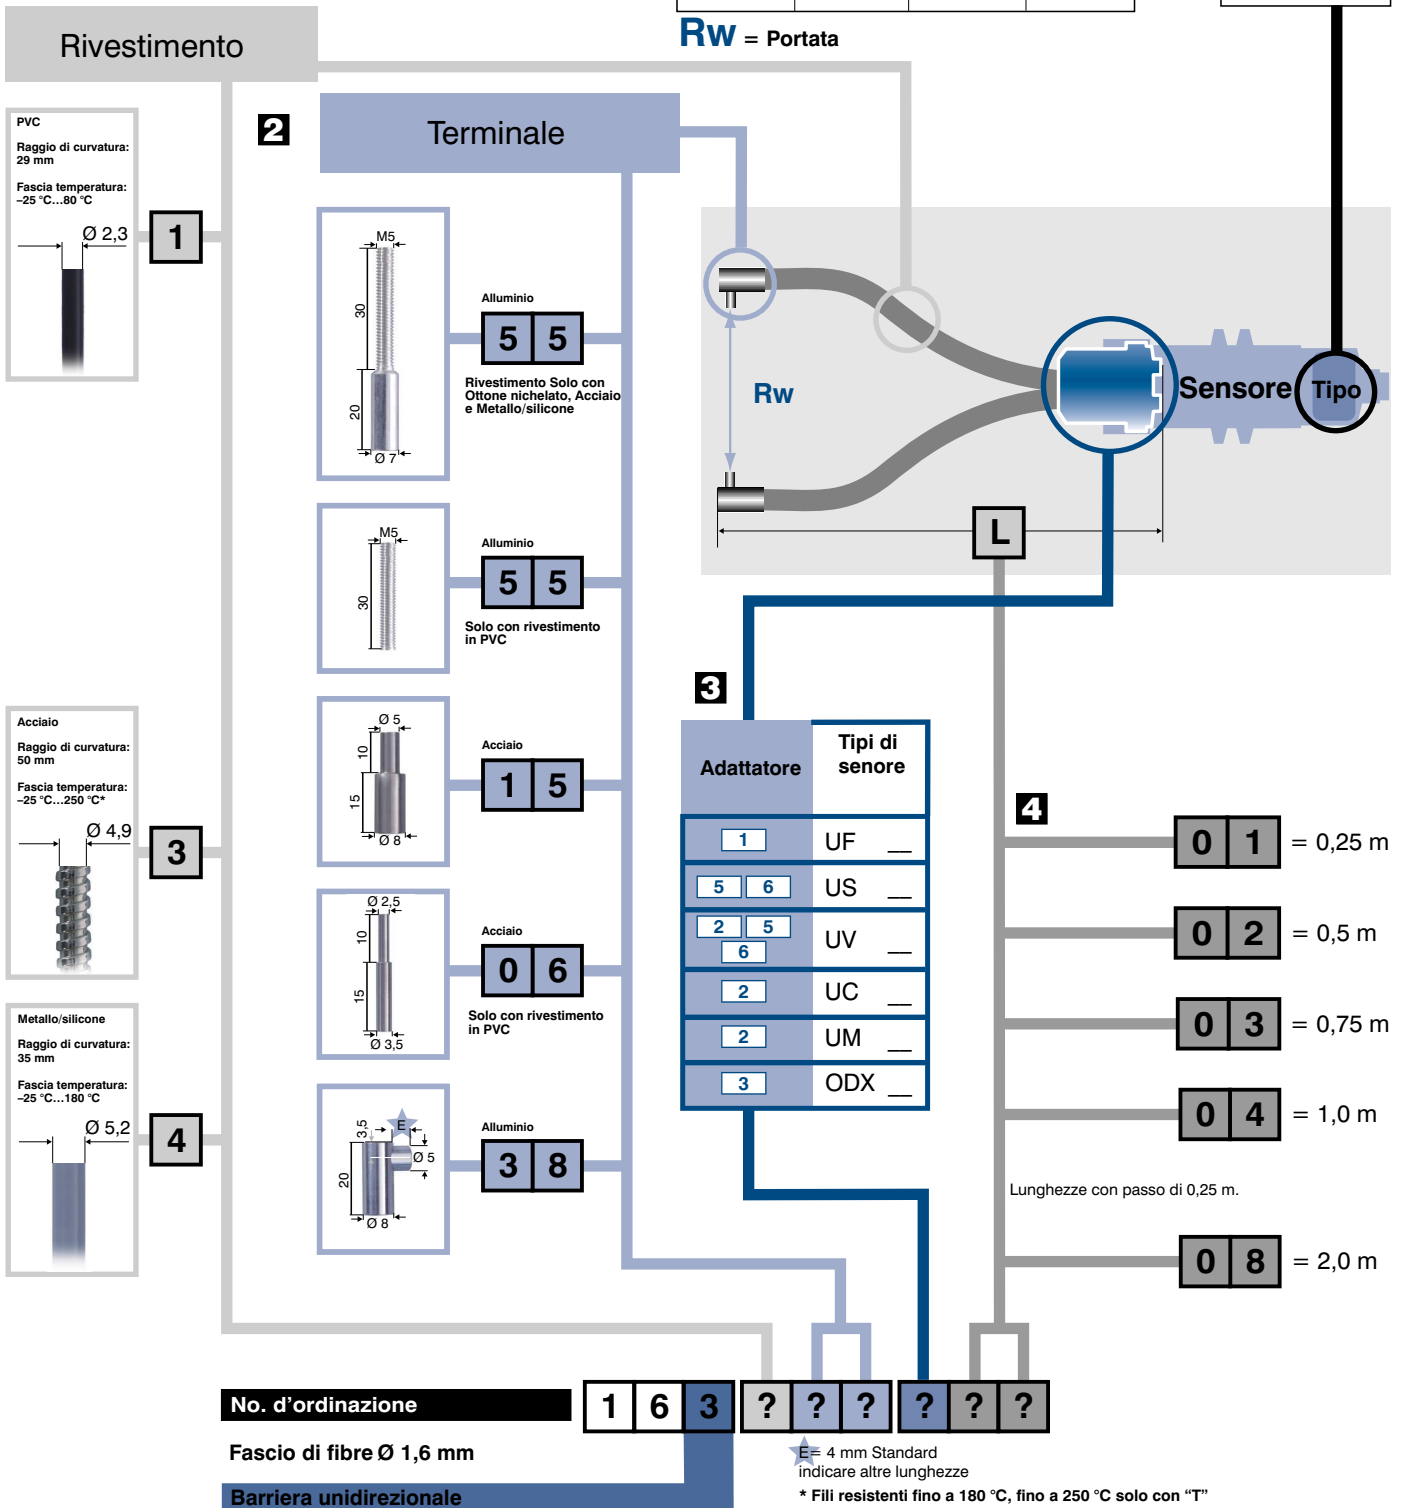 Rw = Portata
Rivestimento
PVC
Raggio di curvatura:
29 mm
Fascia temperatura:
–25 °C...80 °C
Ø 2,3
1
2
Terminale
M5
30
20
Ø 7
Alluminio
5 5
Rivestimento Solo con
Ottone nichelato, Acciaio
e Metallo/silicone
M5
30
Alluminio
5 5
Solo con rivestimento
in PVC
Rw
Sensore
Tipo
L
Acciaio
Raggio di curvatura:
50 mm
Fascia temperatura:
–25 °C...250 °C*
Ø 4,9
3
Ø 5
10
15
Ø 8
Acciaio
1 5
Ø 2,5
10
15
Ø 3,5
Acciaio
0 6
Solo con rivestimento
in PVC
Metallo/silicone
Raggio di curvatura:
35 mm
Fascia temperatura:
–25 °C...180 °C
Ø 5,2
4
3,5
E
Ø 5
20
Ø 8
Alluminio
3 8
3
Adattatore
Tipi di
senore
1 UF __
5 6 US __
2 5 6 UV __
2 UC __
2 UM __
3 ODX __
4
0 1 = 0,25 m
0 2 = 0,5 m
0 3 = 0,75 m
0 4 = 1,0 m
Lunghezze con passo di 0,25 m.
0 8 = 2,0 m
No. d'ordinazione
1 6 3 ? ? ? ? ? ?
Fascio di fibre Ø 1,6 mm
Barriera unidirezionale
E= 4 mm Standard
indicare altre lunghezze
* Fili resistenti fino a 180 °C, fino a 250 °C solo con “T”